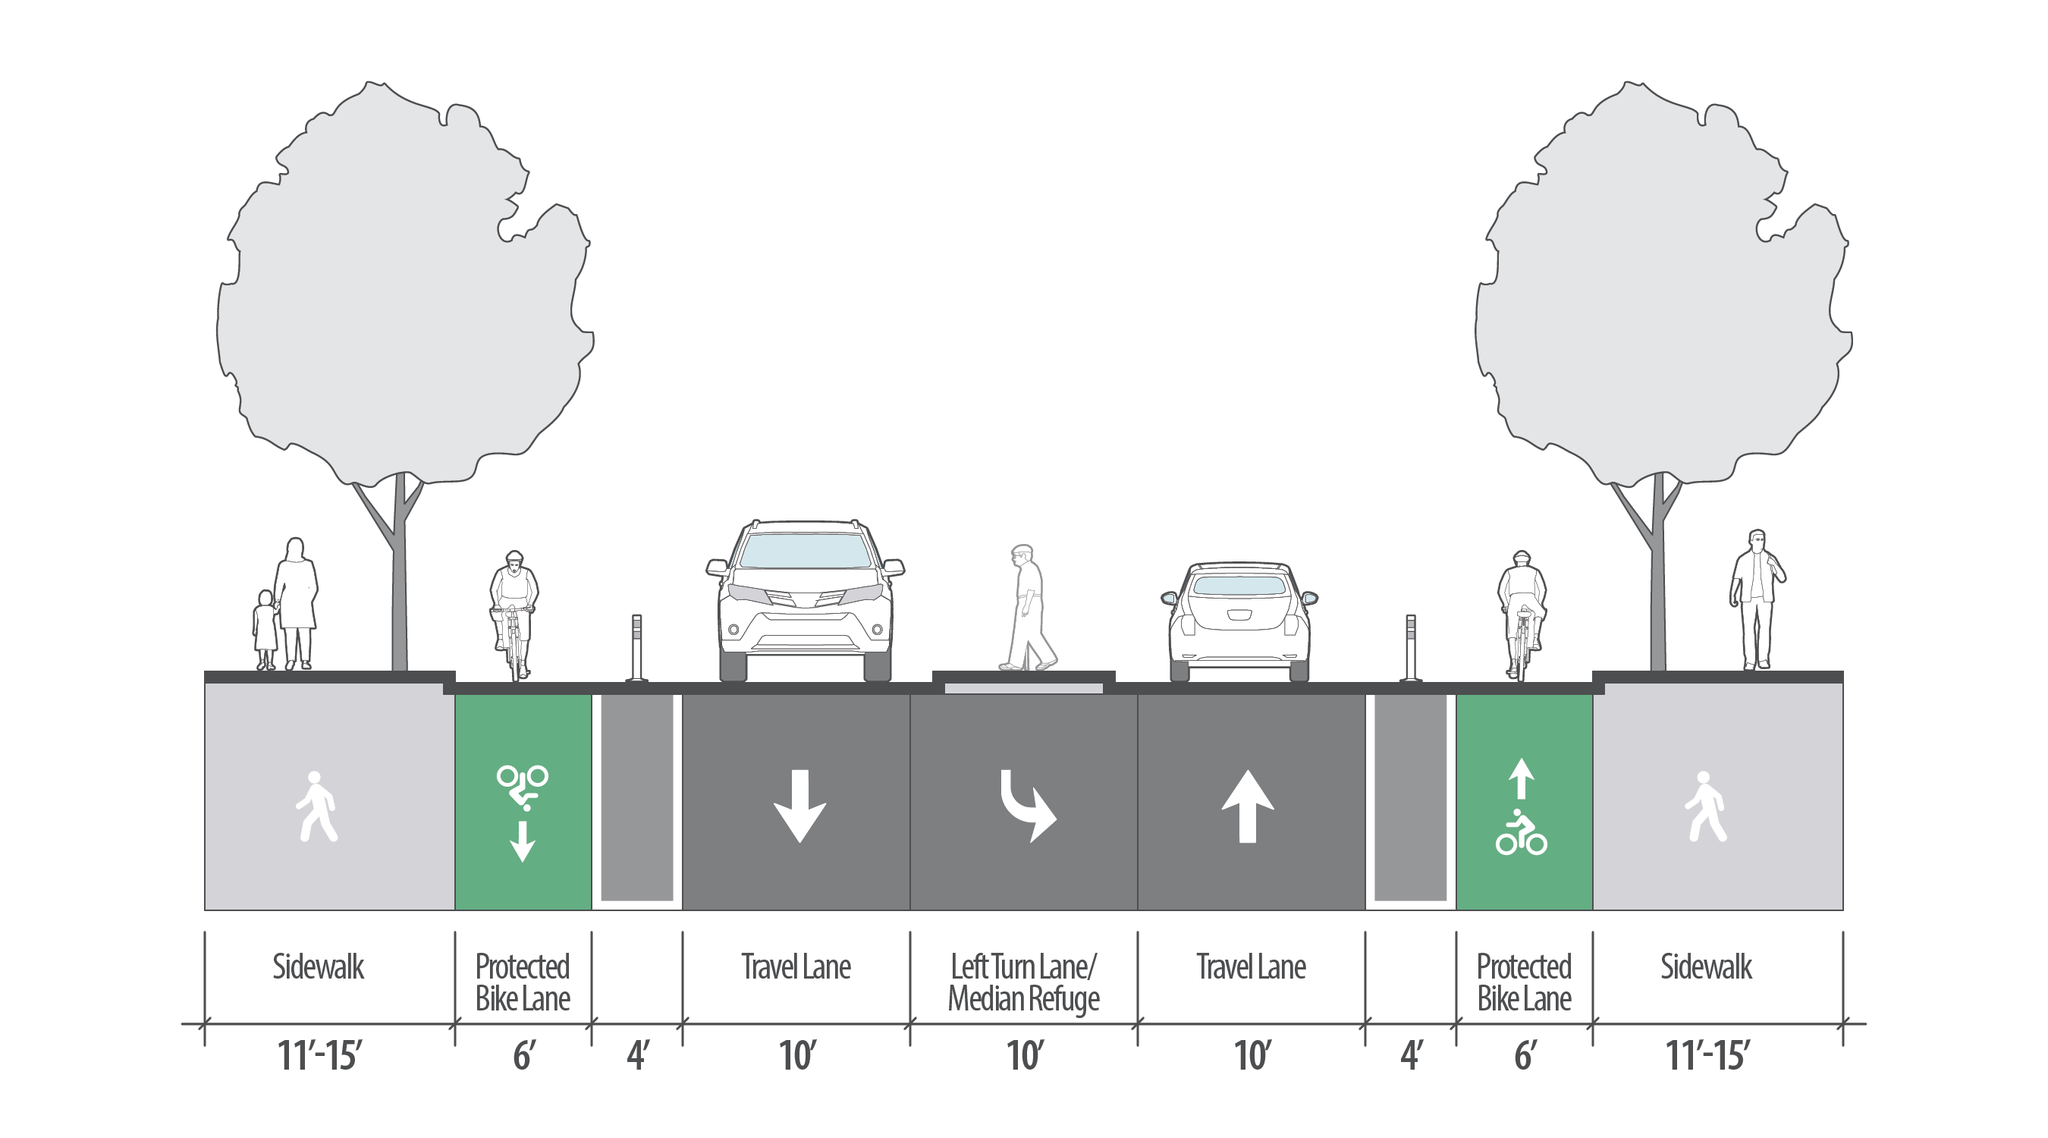 Sidewalk
Protected
Bike Lane
Travel Lane
Left Turn Lane/
Median Refuge
Travel Lane
Protected
Bike Lane
Sidewalk
11’-15’
6’
4’
10’
10’
10’
4’
6’
11’-15’